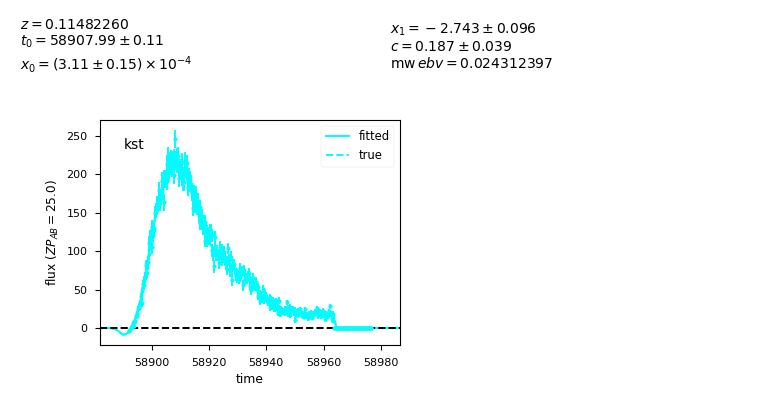 z = 0.11482260
t₀ = 58907.99 ± 0.11
x₀ = (3.11 ± 0.15) × 10⁻⁴
x₁ = −2.743 ± 0.096
c = 0.187 ± 0.039
mw ebv = 0.024312397
kst
fitted
true
flux (ZP_AB = 25.0)
250
200
150
100
50
0
58900 58920 58940 58960 58980
time